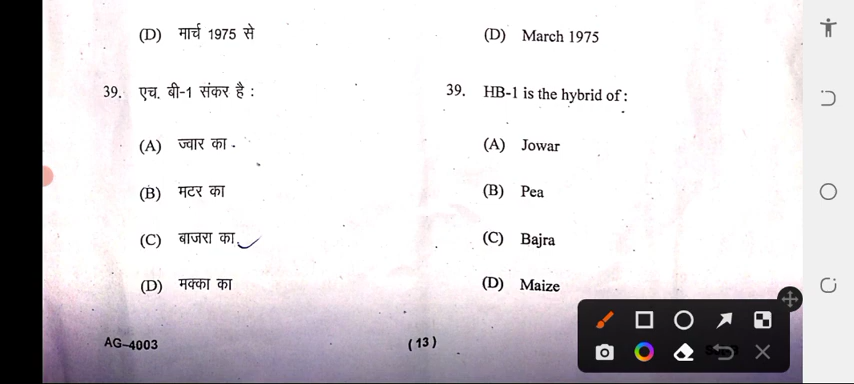 (D) मार्च 1975 से
39. एच. बी-1 संकर है :
(A) ज्वार का
(B) मटर का
(C) बाजरा का
(D) मक्का का
(D) March 1975
39. HB-1 is the hybrid of :
(A) Jowar
(B) Pea
(C) Bajra
(D) Maize
AG-4003
(13)